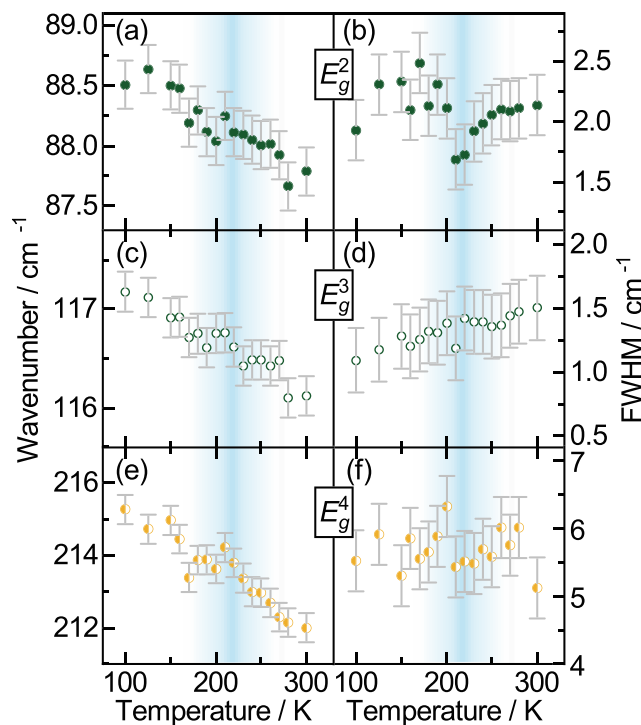 (a)
(b)
89.0
88.5
88.0
87.5
E_g^2
2.5
2.0
1.5
(c)
(d)
117
116
E_g^3
2.0
1.5
1.0
0.5
(e)
(f)
216
214
212
E_g^4
7
6
5
4
Wavenumber / cm⁻¹
FWHM / cm⁻¹
100 200 300
100 200 300
Temperature / K
Temperature / K